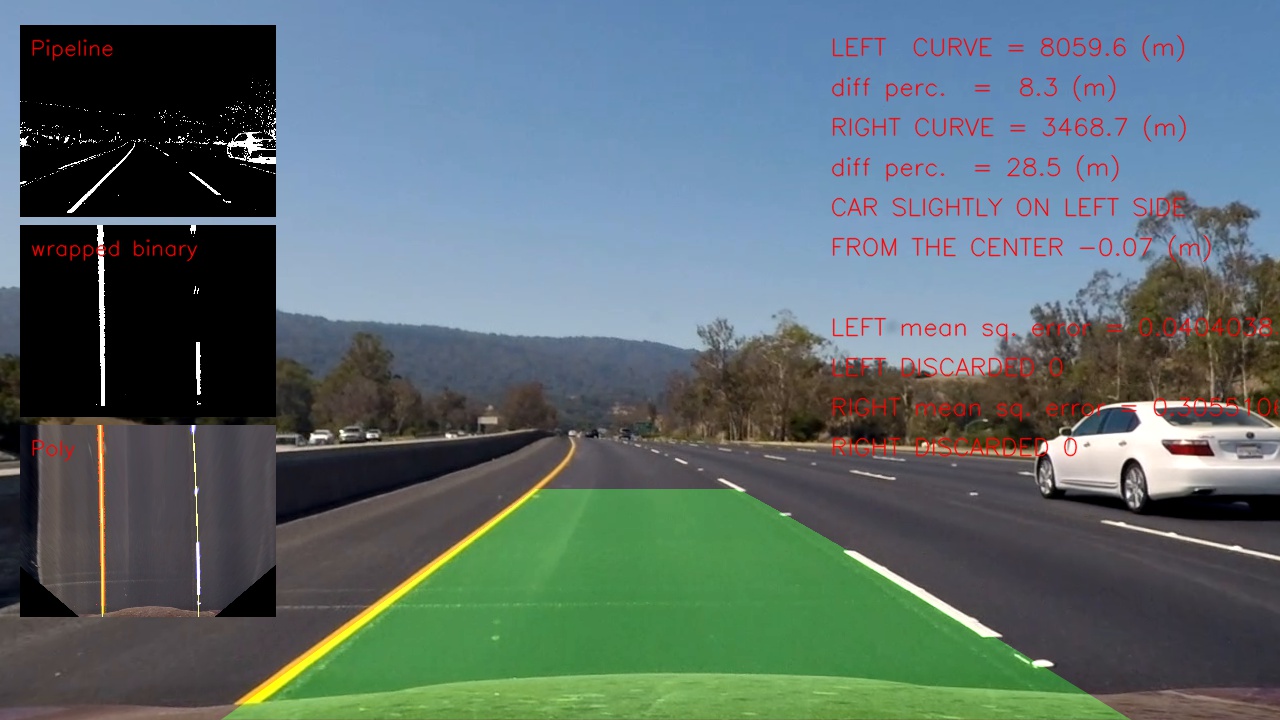 Pipeline
wrapped binary
Poly
LEFT CURVE = 8059.6 (m)
diff perc. = 8.3 (m)
RIGHT CURVE = 3468.7 (m)
diff perc. = 28.5 (m)
CAR SLIGHTLY ON LEFT SIDE
FROM THE CENTER -0.07 (m)
LEFT mean sq. error = 0.0404038
LEFT DISCARDED 0
RIGHT mean sq. error =
RIGHT DISCARDED 0